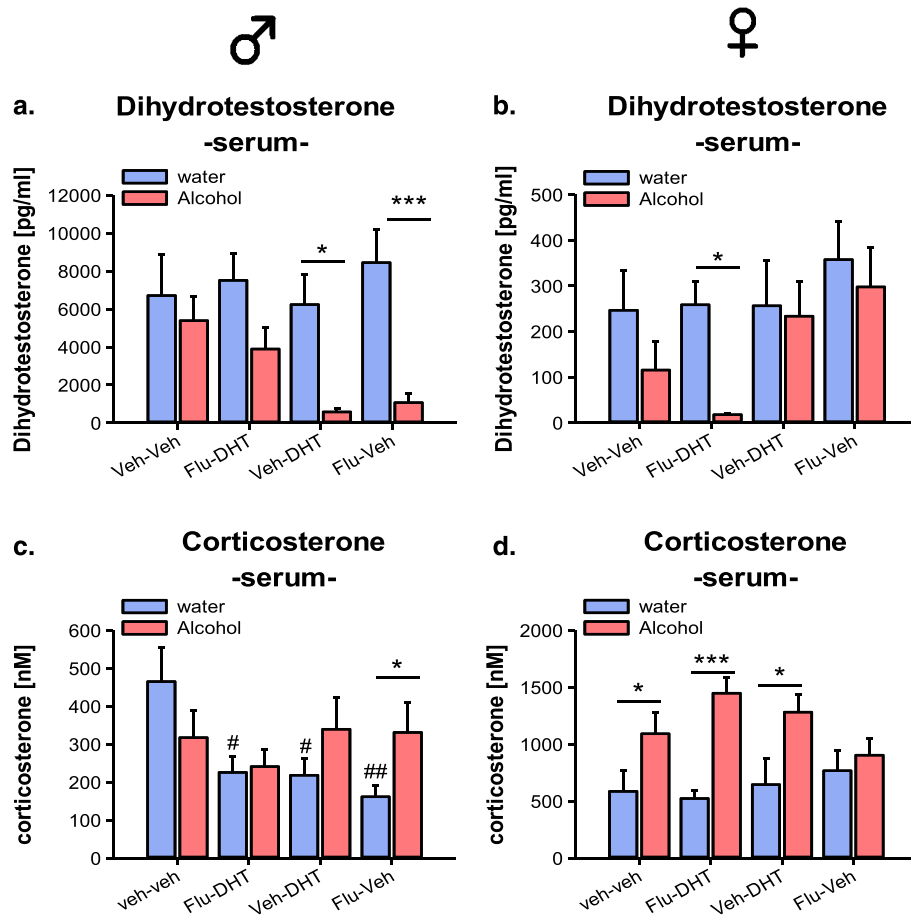 ♂
♀
a.
Dihydrotestosterone
-serum-
water
Alcohol
Dihydrotestosterone [pg/ml]
12000
10000
8000
6000
4000
2000
0
*
***
Veh-Veh
Flu-DHT
Veh-DHT
Flu-Veh
b.
Dihydrotestosterone
-serum-
water
Alcohol
Dihydrotestosterone [pg/ml]
500
400
300
200
100
0
*
Veh-Veh
Flu-DHT
Veh-DHT
Flu-Veh
c.
Corticosterone
-serum-
water
Alcohol
corticosterone [nM]
600
500
400
300
200
100
0
#
#
##
*
veh-veh
Flu-DHT
Veh-DHT
Flu-Veh
d.
Corticosterone
-serum-
water
Alcohol
corticosterone [nM]
2000
1500
1000
500
0
*
***
*
veh-veh
Flu-DHT
Veh-DHT
Flu-Veh